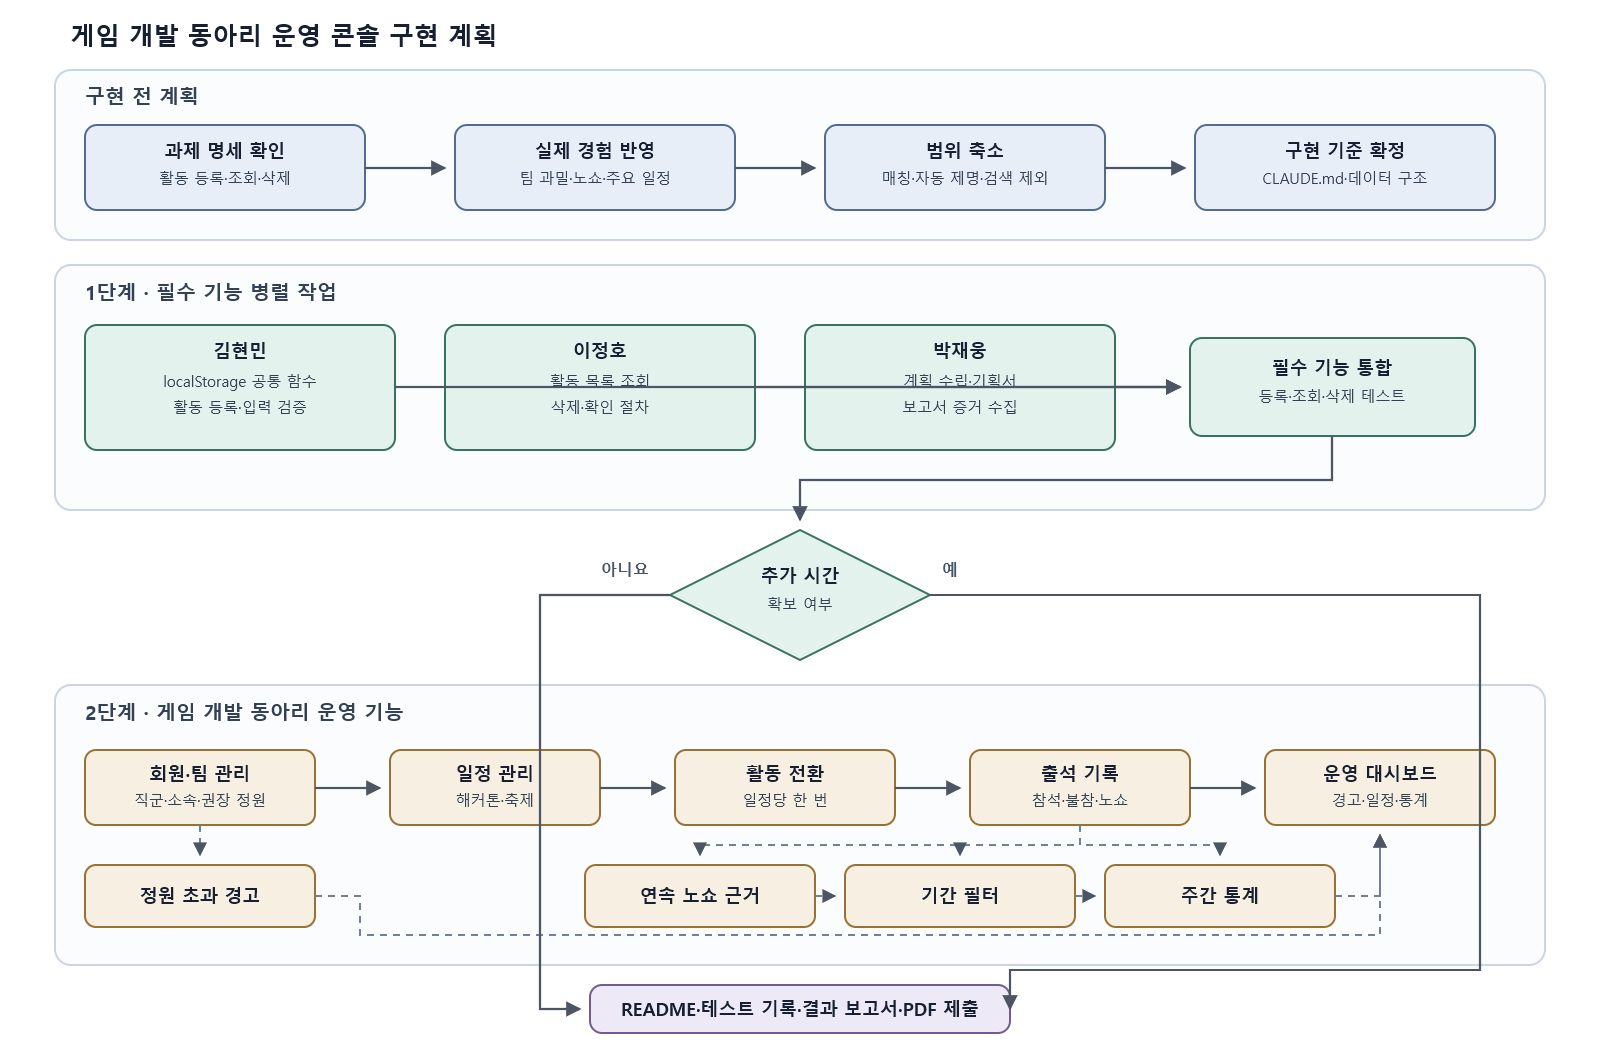 게임 개발 동아리 운영 콘솔 구현 계획
구현 전 계획
과제 명세 확인
활동 등록·조회·삭제
실제 경험 반영
팀 과밀·노쇼·주요 일정
범위 축소
매칭·자동 제명·검색 제외
구현 기준 확정
CLAUDE.md·데이터 구조
1단계 · 필수 기능 병렬 작업
김현민
localStorage 공통 함수
활동 등록·입력 검증
이정호
활동 목록 조회
삭제·확인 절차
박재웅
계획 수립·기획서
보고서 증거 수집
필수 기능 통합
등록·조회·삭제 테스트
아니요
추가 시간
확보 여부
예
2단계 · 게임 개발 동아리 운영 기능
회원·팀 관리
직군·소속·권장 정원
일정 관리
해커톤·축제
활동 전환
일정당 한 번
출석 기록
참석·불참·노쇼
운영 대시보드
경고·일정·통계
정원 초과 경고
연속 노쇼 근거
기간 필터
주간 통계
README·테스트 기록·결과 보고서·PDF 제출